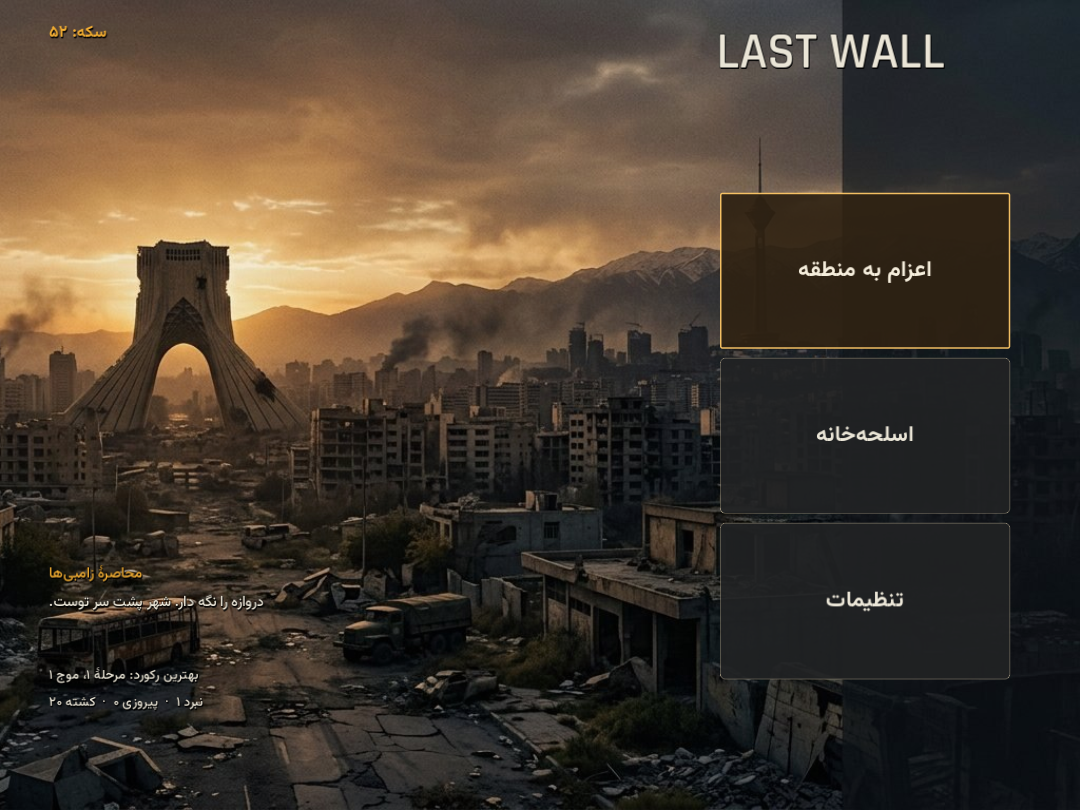 سکه: ۵۲
LAST WALL
اعزام به منطقه
اسلحه‌خانه
تنظیمات
محاصرهٔ زامبی‌ها
دروازه را نگه دار. شهر پشت سر توست.
بهترین رکورد: مرحلهٔ ۱، موج ۱
نبرد ۱ · پیروزی ۰ · کشته ۲۰